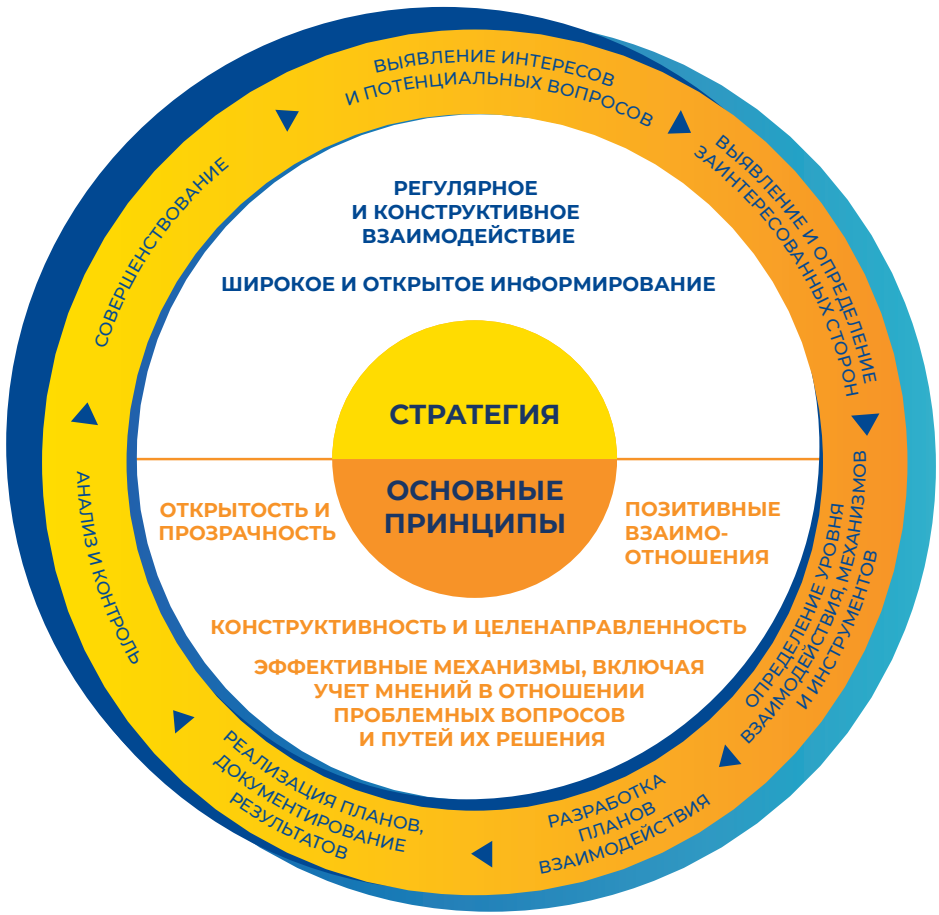 ВЫЯВЛЕНИЕ ИНТЕРЕСОВ
И ПОТЕНЦИАЛЬНЫХ ВОПРОСОВ
ВЫЯВЛЕНИЕ И ОПРЕДЕЛЕНИЕ
ЗАИНТЕРЕСОВАННЫХ СТОРОН
ОПРЕДЕЛЕНИЕ УРОВНЯ
ВЗАИМОДЕЙСТВИЯ, МЕХАНИЗМОВ
И ИНСТРУМЕНТОВ
РАЗРАБОТКА
ПЛАНОВ
ВЗАИМОДЕЙСТВИЯ
РЕАЛИЗАЦИЯ ПЛАНОВ,
ДОКУМЕНТИРОВАНИЕ
РЕЗУЛЬТАТОВ
АНАЛИЗ И КОНТРОЛЬ
СОВЕРШЕНСТВОВАНИЕ
РЕГУЛЯРНОЕ
И КОНСТРУКТИВНОЕ
ВЗАИМОДЕЙСТВИЕ
ШИРОКОЕ И ОТКРЫТОЕ ИНФОРМИРОВАНИЕ
СТРАТЕГИЯ
ОСНОВНЫЕ
ПРИНЦИПЫ
ОТКРЫТОСТЬ И
ПРОЗРАЧНОСТЬ
ПОЗИТИВНЫЕ
ВЗАИМО-
ОТНОШЕНИЯ
КОНСТРУКТИВНОСТЬ И ЦЕЛЕНАПРАВЛЕННОСТЬ
ЭФФЕКТИВНЫЕ МЕХАНИЗМЫ, ВКЛЮЧАЯ
УЧЕТ МНЕНИЙ В ОТНОШЕНИИ
ПРОБЛЕМНЫХ ВОПРОСОВ
И ПУТЕЙ ИХ РЕШЕНИЯ